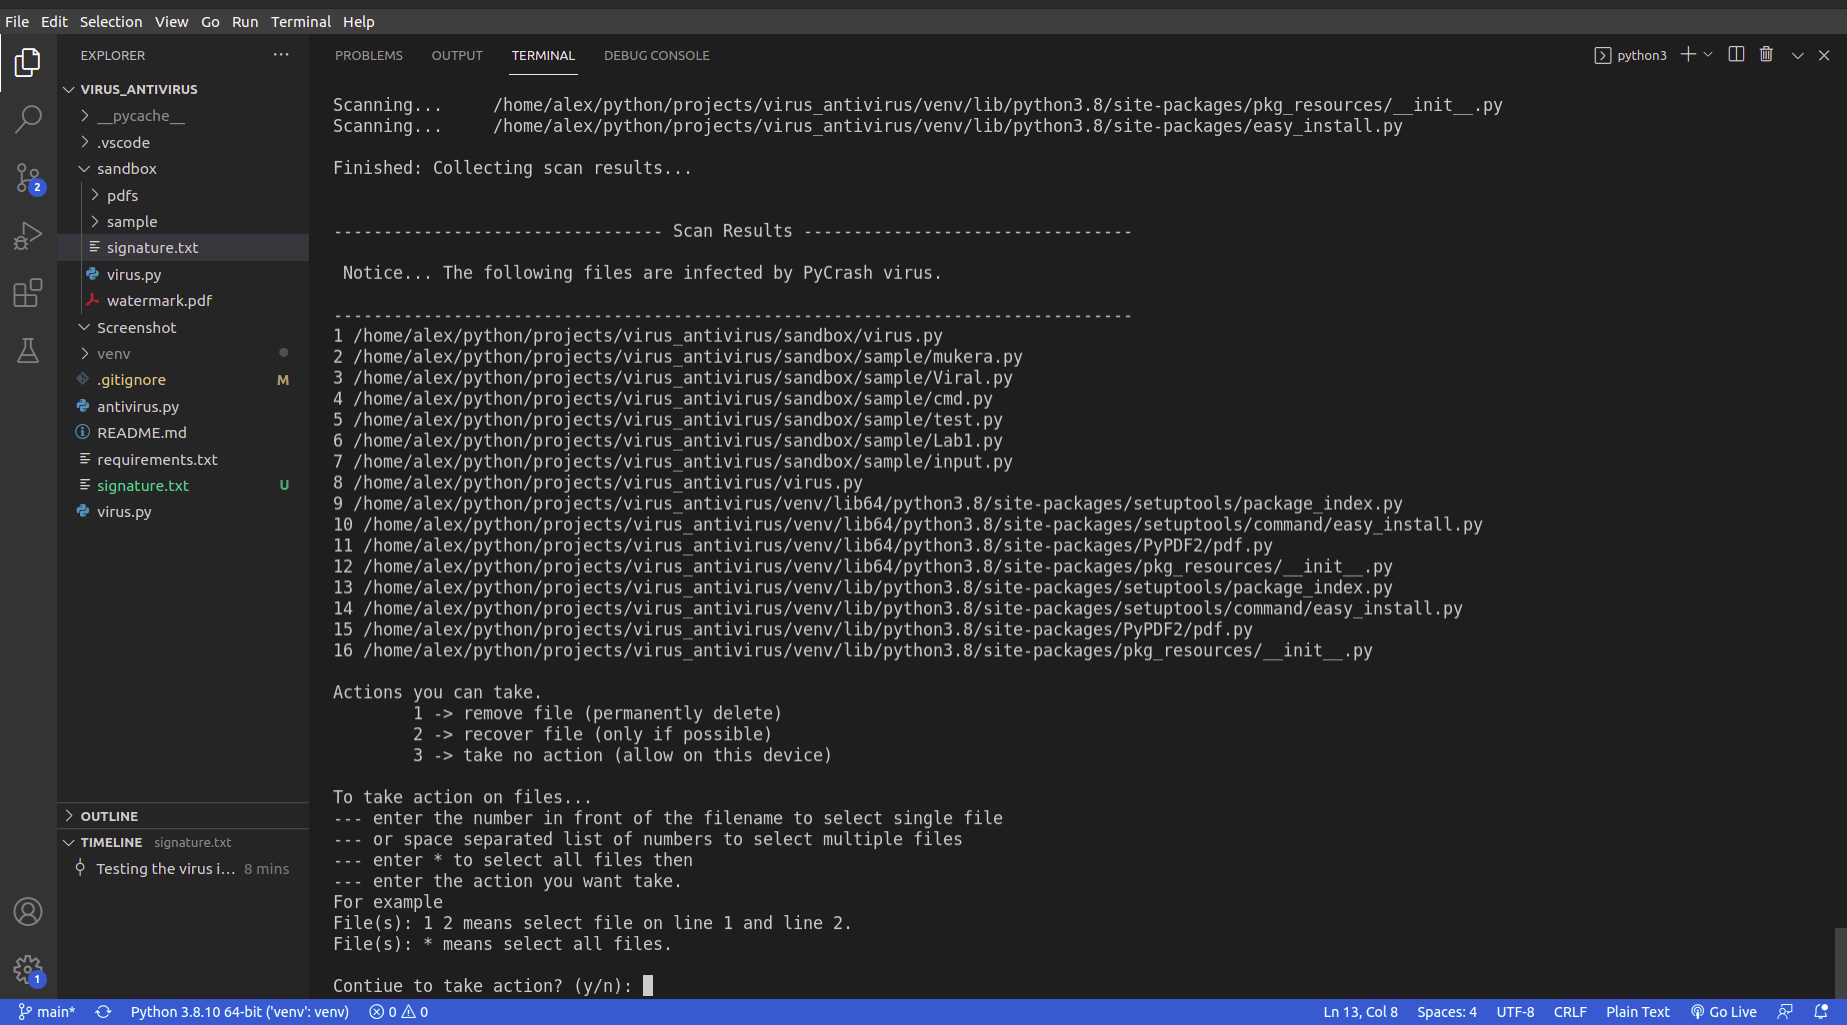 File Edit Selection View Go Run Terminal Help
EXPLORER ...
VIRUS_ANTIVIRUS
__pycache__
.vscode
sandbox
pdfs
sample
signature.txt
virus.py
watermark.pdf
Screenshot
venv
.gitignore M
antivirus.py
README.md
requirements.txt
signature.txt U
virus.py
OUTLINE
TIMELINE signature.txt
Testing the virus i... 8 mins
2
1
PROBLEMS OUTPUT TERMINAL DEBUG CONSOLE
python3
Scanning... /home/alex/python/projects/virus_antivirus/venv/lib/python3.8/site-packages/pkg_resources/__init__.py
Scanning... /home/alex/python/projects/virus_antivirus/venv/lib/python3.8/site-packages/easy_install.py
Finished: Collecting scan results...
--------------------------------- Scan Results ---------------------------------
Notice... The following files are infected by PyCrash virus.
--------------------------------------------------------------------------------
1 /home/alex/python/projects/virus_antivirus/sandbox/virus.py
2 /home/alex/python/projects/virus_antivirus/sandbox/sample/mukera.py
3 /home/alex/python/projects/virus_antivirus/sandbox/sample/Viral.py
4 /home/alex/python/projects/virus_antivirus/sandbox/sample/cmd.py
5 /home/alex/python/projects/virus_antivirus/sandbox/sample/test.py
6 /home/alex/python/projects/virus_antivirus/sandbox/sample/Lab1.py
7 /home/alex/python/projects/virus_antivirus/sandbox/sample/input.py
8 /home/alex/python/projects/virus_antivirus/virus.py
9 /home/alex/python/projects/virus_antivirus/venv/lib64/python3.8/site-packages/setuptools/package_index.py
10 /home/alex/python/projects/virus_antivirus/venv/lib64/python3.8/site-packages/setuptools/command/easy_install.py
11 /home/alex/python/projects/virus_antivirus/venv/lib64/python3.8/site-packages/PyPDF2/pdf.py
12 /home/alex/python/projects/virus_antivirus/venv/lib64/python3.8/site-packages/pkg_resources/__init__.py
13 /home/alex/python/projects/virus_antivirus/venv/lib/python3.8/site-packages/setuptools/package_index.py
14 /home/alex/python/projects/virus_antivirus/venv/lib/python3.8/site-packages/setuptools/command/easy_install.py
15 /home/alex/python/projects/virus_antivirus/venv/lib/python3.8/site-packages/PyPDF2/pdf.py
16 /home/alex/python/projects/virus_antivirus/venv/lib/python3.8/site-packages/pkg_resources/__init__.py
Actions you can take.
1 -> remove file (permanently delete)
2 -> recover file (only if possible)
3 -> take no action (allow on this device)
To take action on files...
--- enter the number in front of the filename to select single file
--- or space separated list of numbers to select multiple files
--- enter * to select all files then
--- enter the action you want take.
For example
File(s): 1 2 means select file on line 1 and line 2.
File(s): * means select all files.
Contiue to take action? (y/n):
main* Python 3.8.10 64-bit ('venv': venv) 0 0 Ln 13, Col 8 Spaces: 4 UTF-8 CRLF Plain Text Go Live